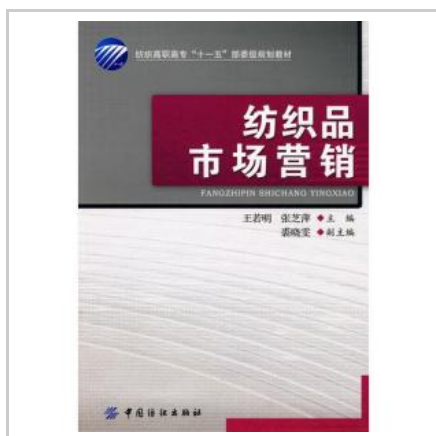 纺织高职高专“十一五”部委级规划教材
纺织品
市场营销
FANGZHIPIN SHICHANG YINGXIAO
王若明 张芝萍 ◆主 编
裘晓雯 ◆副主编
中国纺织出版社